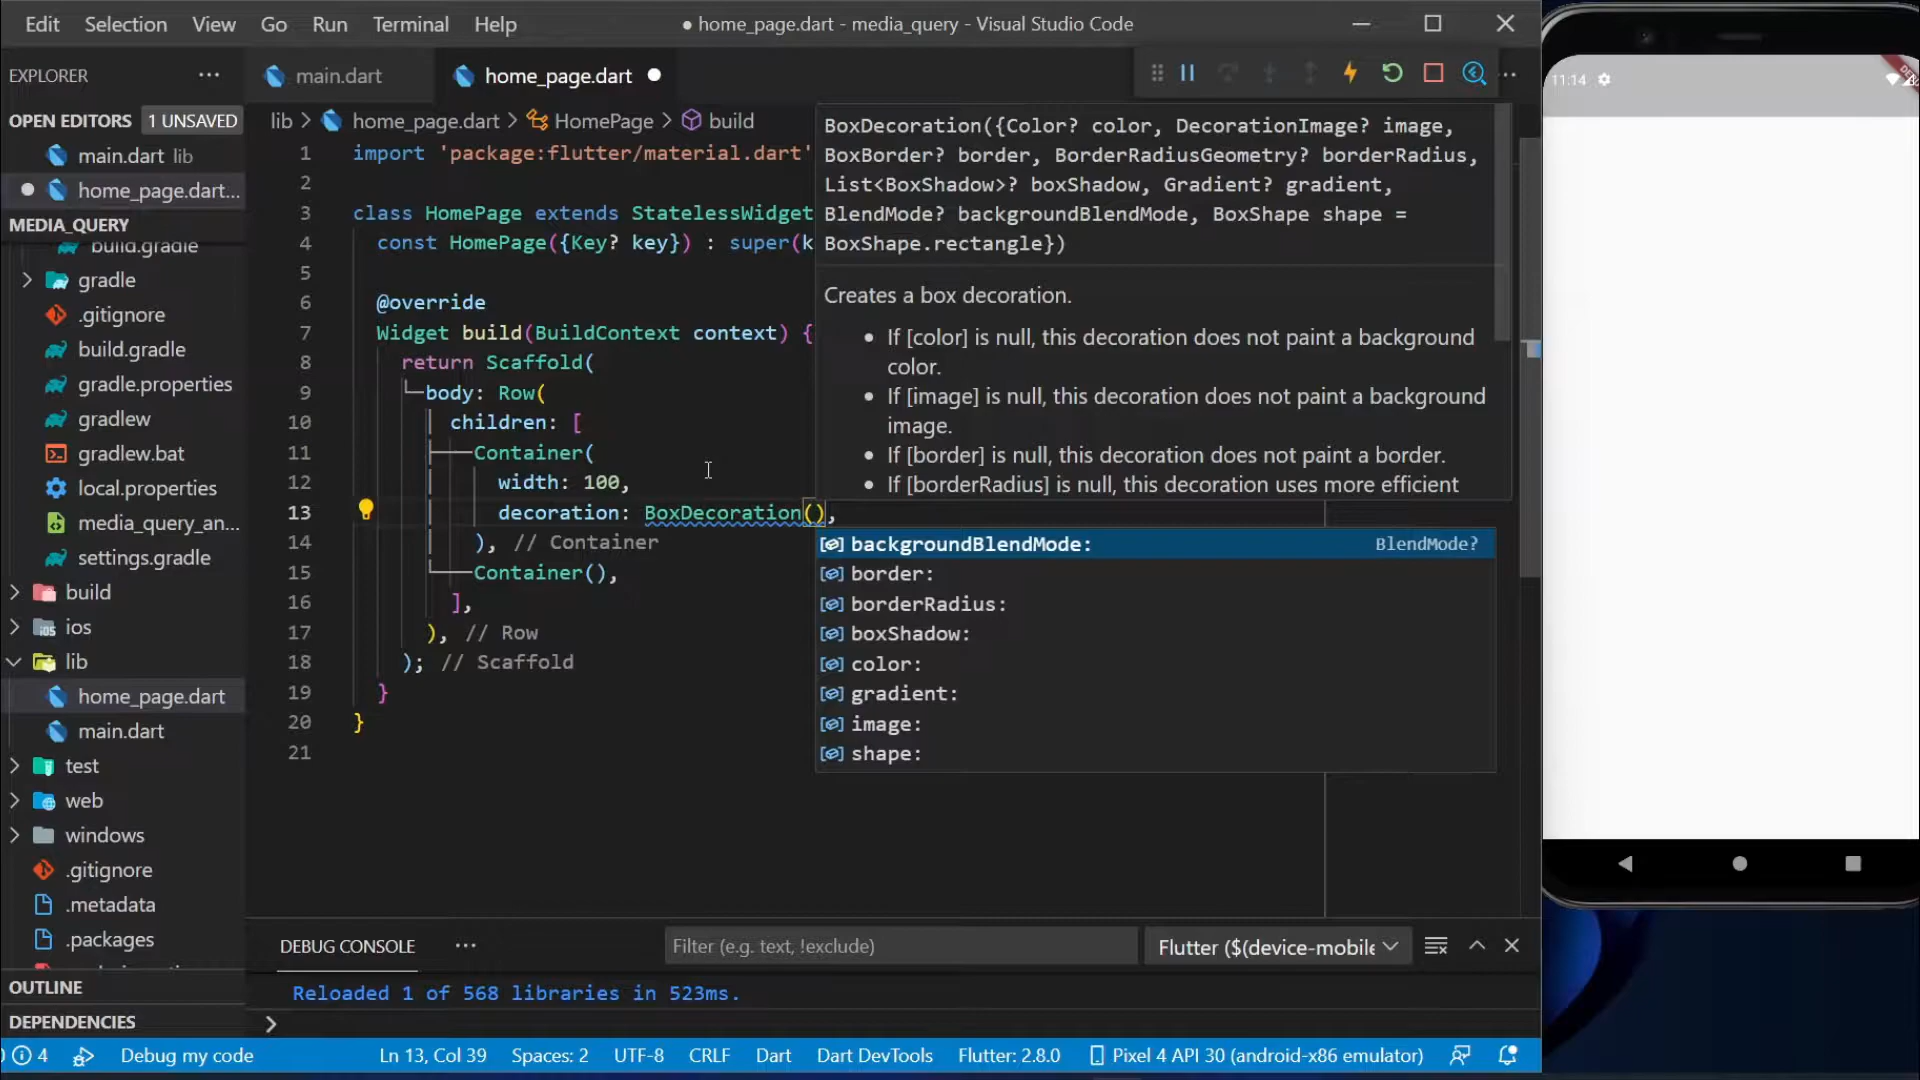 Edit Selection View Go Run Terminal Help ● home_page.dart - media_query - Visual Studio Code
EXPLORER ···
main.dart
home_page.dart
OPEN EDITORS 1 UNSAVED
main.dart lib
home_page.dart...
MEDIA_QUERY
build.gradle
gradle
.gitignore
build.gradle
gradle.properties
gradlew
gradlew.bat
local.properties
media_query_an...
settings.gradle
build
ios
lib
home_page.dart
main.dart
test
web
windows
.gitignore
.metadata
.packages
OUTLINE
DEPENDENCIES
lib > home_page.dart > HomePage > build
1 import 'package:flutter/material.dart'
2
3 class HomePage extends StatelessWidget
4 const HomePage({Key? key}) : super(k
5
6 @override
7 Widget build(BuildContext context) {
8 return Scaffold(
9 body: Row(
10 children: [
11 Container(
12 width: 100,
13 decoration: BoxDecoration(),
14 ), // Container
15 Container(),
16 ],
17 ), // Row
18 ); // Scaffold
19 }
20 }
21
BoxDecoration({Color? color, DecorationImage? image,
BoxBorder? border, BorderRadiusGeometry? borderRadius,
List<BoxShadow>? boxShadow, Gradient? gradient,
BlendMode? backgroundBlendMode, BoxShape shape =
BoxShape.rectangle})
Creates a box decoration.
• If [color] is null, this decoration does not paint a background
color.
• If [image] is null, this decoration does not paint a background
image.
• If [border] is null, this decoration does not paint a border.
• If [borderRadius] is null, this decoration uses more efficient
backgroundBlendMode: BlendMode?
border:
borderRadius:
boxShadow:
color:
gradient:
image:
shape:
DEBUG CONSOLE ··· Filter (e.g. text, !exclude) Flutter ($(device-mobile
Reloaded 1 of 568 libraries in 523ms.
>
4 Debug my code Ln 13, Col 39 Spaces: 2 UTF-8 CRLF Dart Dart DevTools Flutter: 2.8.0 Pixel 4 API 30 (android-x86 emulator)
11:14